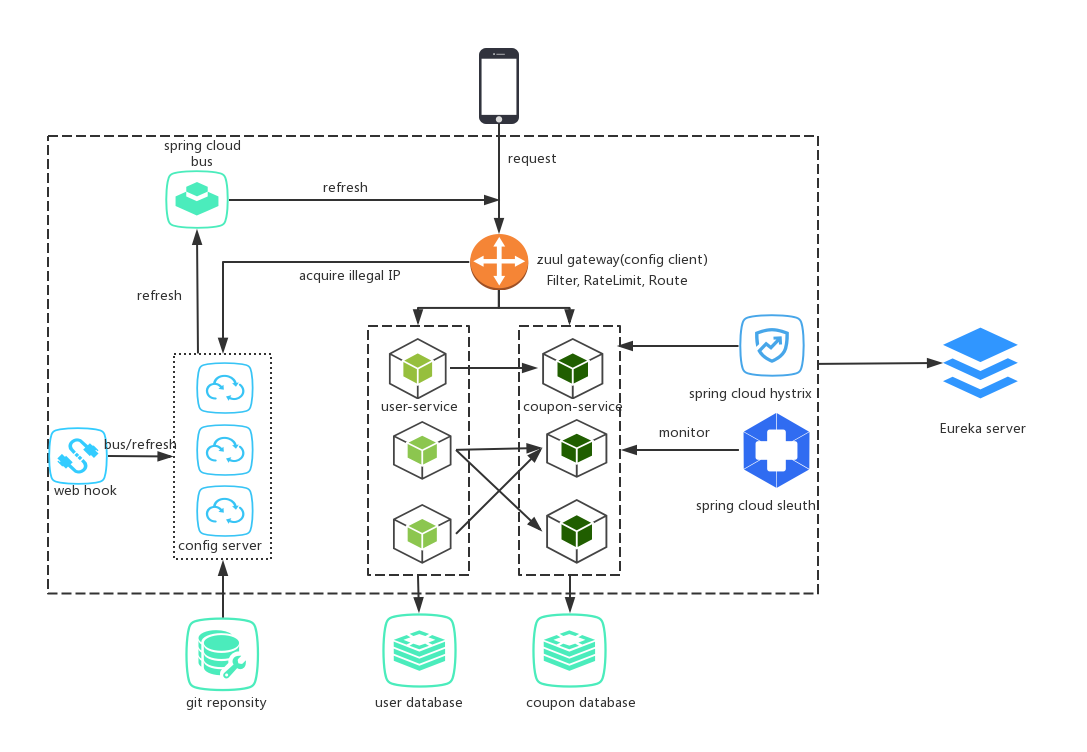 request
spring cloud
bus
refresh
zuul gateway(config client)
Filter, RateLimit, Route
acquire illegal IP
refresh
spring cloud hystrix
user-service
coupon-service
Eureka server
monitor
bus/refresh
web hook
spring cloud sleuth
config server
git reponsity
user database
coupon database